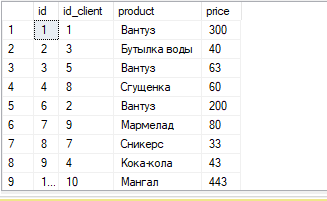 id id_client product price
1 1 1 Вантуз 300
2 2 3 Бутылка воды 40
3 3 5 Вантуз 63
4 4 8 Сгущенка 60
5 6 2 Вантуз 200
6 7 9 Мармелад 80
7 8 7 Сникерс 33
8 9 4 Кока-кола 43
9 1... 10 Мангал 443